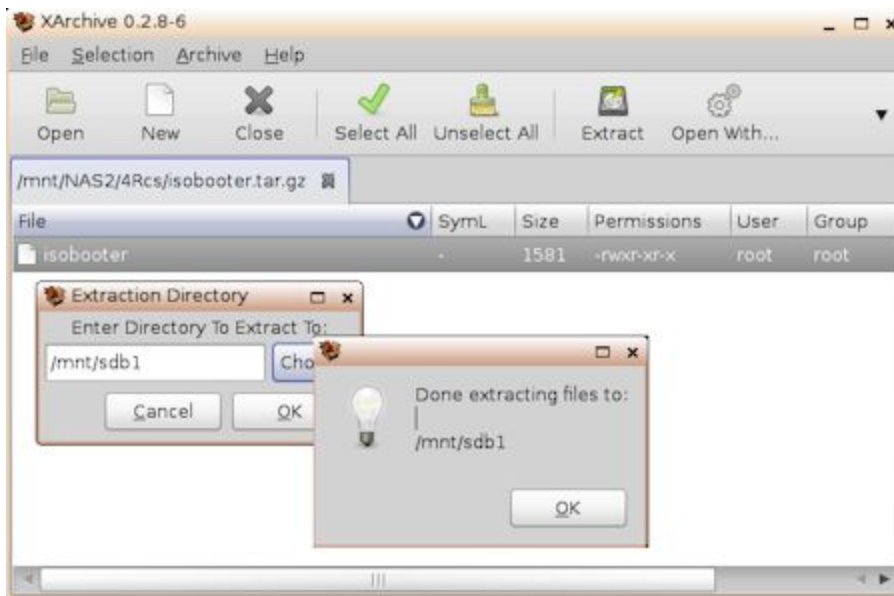 XArchive 0.2.8-6
File Selection Archive Help
Open New Close Select All Unselect All Extract Open With...
/mnt/NAS2/4Rcs/isobooter.tar.gz
File SymL Size Permissions User Group
isobooter - 1581 -rwxr-xr-x root root
Extraction Directory
Enter Directory To Extract To:
/mnt/sdb1 Cho
Cancel OK
Done extracting files to:
/mnt/sdb1
OK